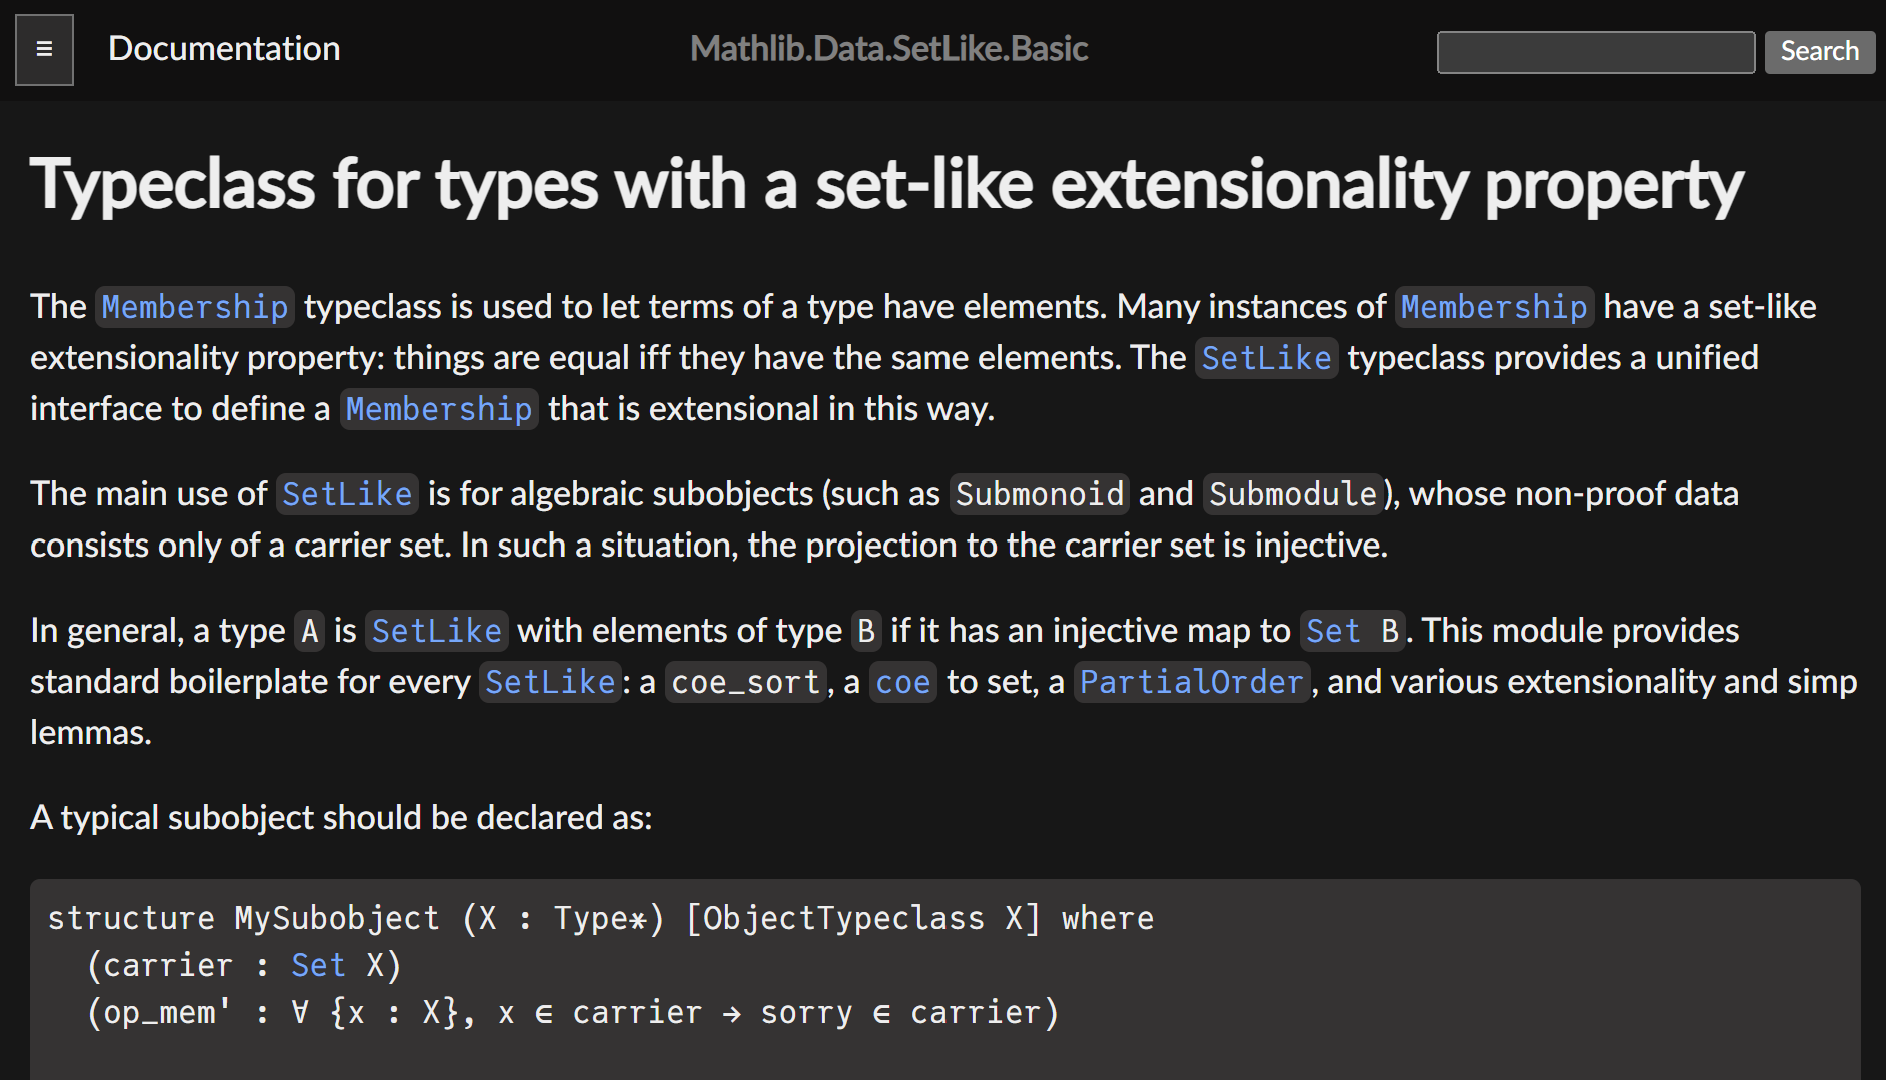 ≡ Documentation Mathlib.Data.SetLike.Basic Search
Typeclass for types with a set-like extensionality property
The Membership typeclass is used to let terms of a type have elements. Many instances of Membership have a set-like
extensionality property: things are equal iff they have the same elements. The SetLike typeclass provides a unified
interface to define a Membership that is extensional in this way.
The main use of SetLike is for algebraic subobjects (such as Submonoid and Submodule), whose non-proof data
consists only of a carrier set. In such a situation, the projection to the carrier set is injective.
In general, a type A is SetLike with elements of type B if it has an injective map to Set B. This module provides
standard boilerplate for every SetLike: a coe_sort, a coe to set, a PartialOrder, and various extensionality and simp
lemmas.
A typical subobject should be declared as:
structure MySubobject (X : Type*) [ObjectTypeclass X] where
  (carrier : Set X)
  (op_mem' : ∀ {x : X}, x ∈ carrier → sorry ∈ carrier)